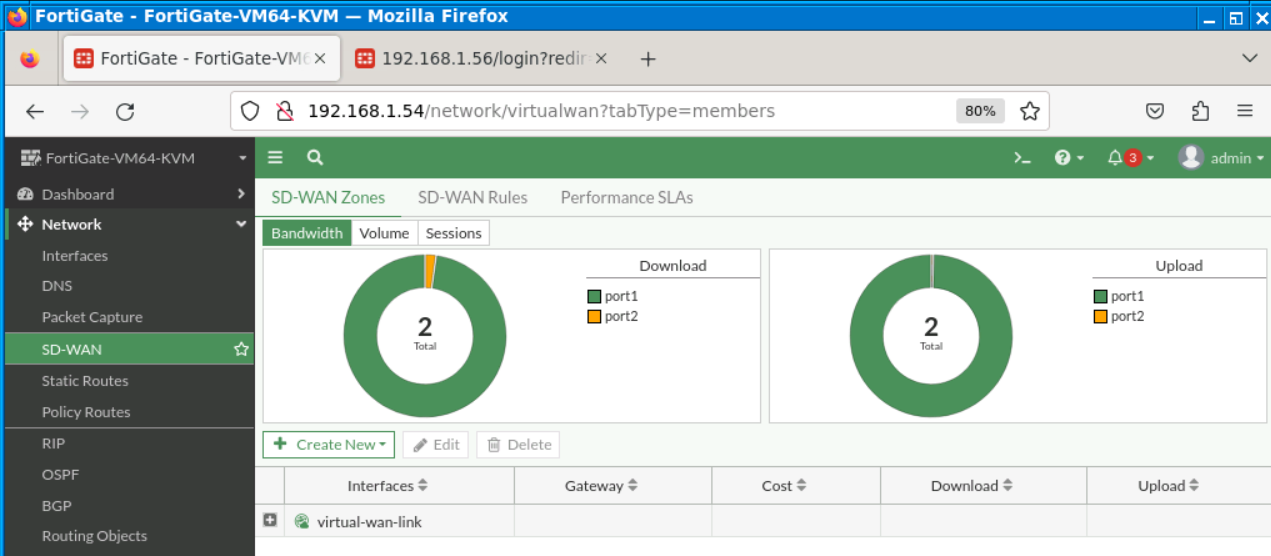 FortiGate - FortiGate-VM64-KVM — Mozilla Firefox
FortiGate - FortiGate-VM6
192.168.1.56/login?redir
192.168.1.54/network/virtualwan?tabType=members
80%
FortiGate-VM64-KVM
>_
3
admin
Dashboard
Network
Interfaces
DNS
Packet Capture
SD-WAN
Static Routes
Policy Routes
RIP
OSPF
BGP
Routing Objects
SD-WAN Zones SD-WAN Rules Performance SLAs
Bandwidth Volume Sessions
Download
port1
port2
2
Total
Upload
port1
port2
2
Total
+ Create New Edit Delete
Interfaces Gateway Cost Download Upload
virtual-wan-link